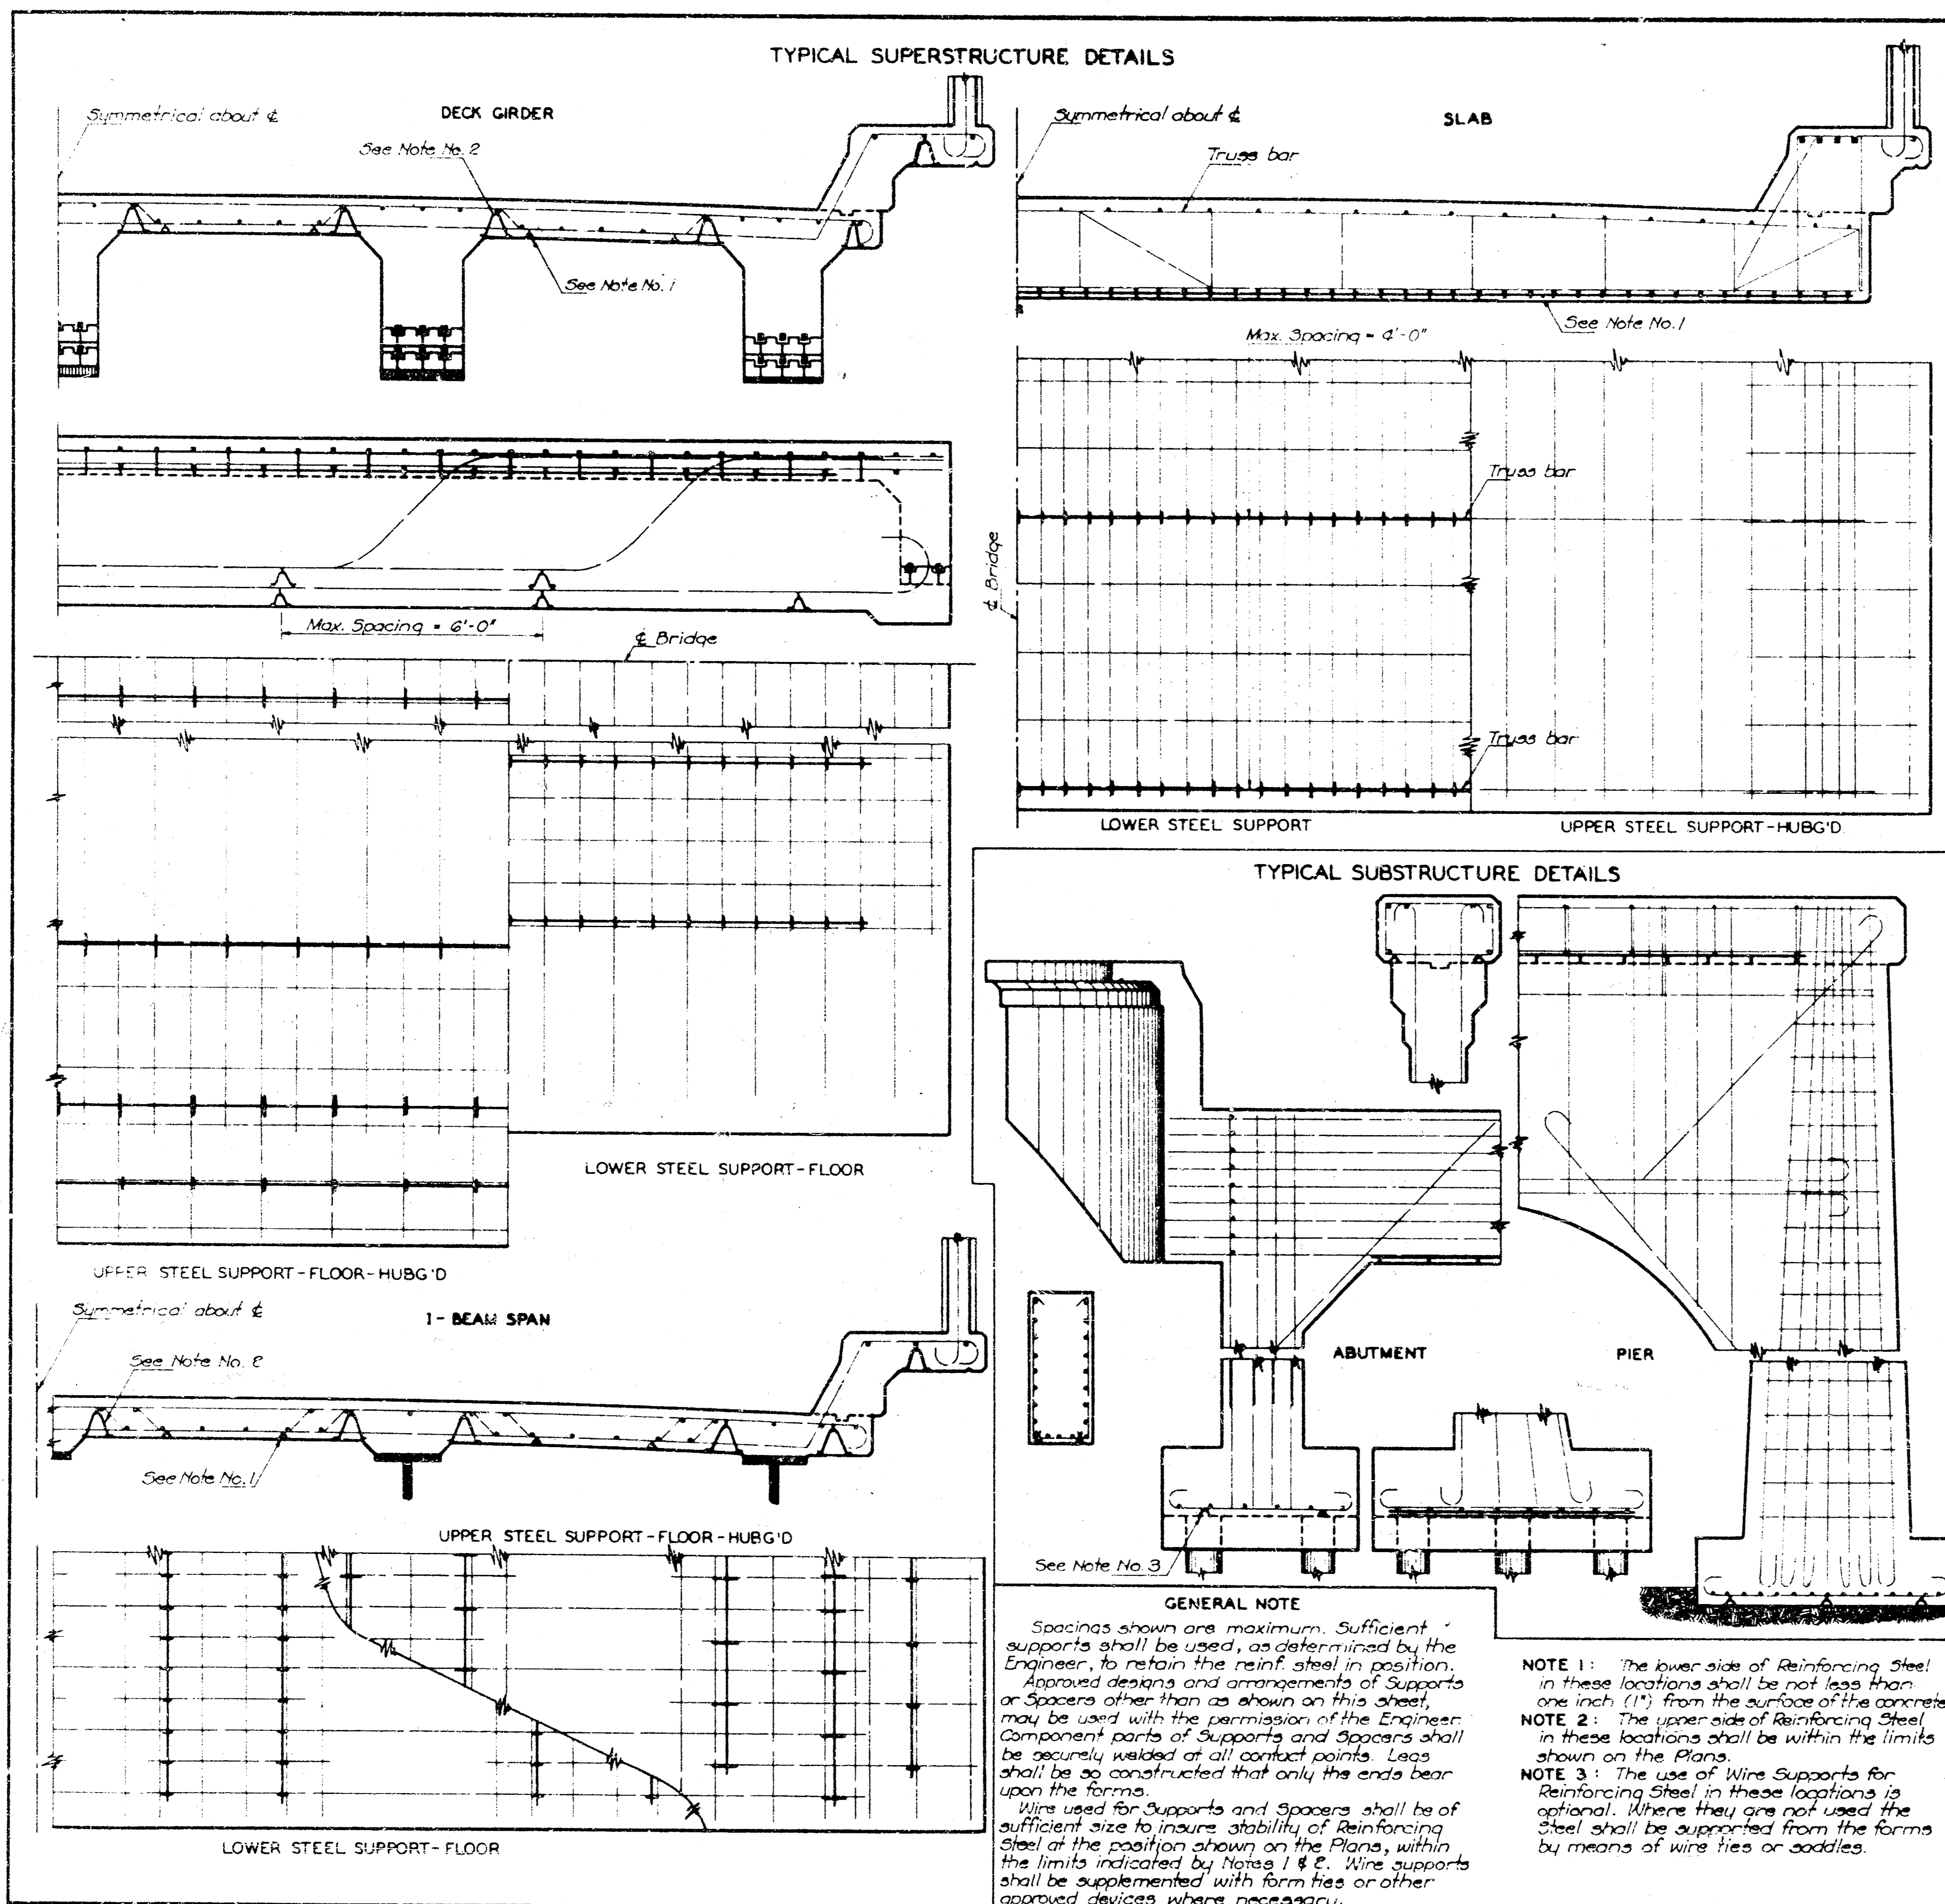 TYPICAL SUPERSTRUCTURE DETAILS
Symmetrical about ℄
DECK GIRDER
See Note No. 2
See Note No. 1
Symmetrical about ℄
SLAB
Truss bar
See Note No. 1
Max. Spacing = 4'-0"
Truss bar
℄ Bridge
Truss bar
LOWER STEEL SUPPORT
UPPER STEEL SUPPORT-HUBG'D.
Max. Spacing = 6'-0"
℄ Bridge
LOWER STEEL SUPPORT-FLOOR
UPPER STEEL SUPPORT-FLOOR-HUBG'D
Symmetrical about ℄
I-BEAM SPAN
See Note No. 2
See Note No. 1
UPPER STEEL SUPPORT-FLOOR-HUBG'D
LOWER STEEL SUPPORT-FLOOR
TYPICAL SUBSTRUCTURE DETAILS
ABUTMENT
PIER
See Note No. 3
GENERAL NOTE
Spacings shown are maximum. Sufficient
supports shall be used, as determined by the
Engineer, to retain the reinf. steel in position.
Approved designs and arrangements of Supports
or Spacers other than as shown on this sheet,
may be used with the permission of the Engineer.
Component parts of Supports and Spacers shall
be securely welded at all contact points. Legs
shall be so constructed that only the ends bear
upon the forms.
Wire used for Supports and Spacers shall be of
sufficient size to insure stability of Reinforcing
Steel at the position shown on the Plans, within
the limits indicated by Notes 1 & 2. Wire supports
shall be supplemented with form ties or other
approved devices where necessary.
NOTE 1: The lower side of Reinforcing Steel
in these locations shall be not less than
one inch (1") from the surface of the concrete
NOTE 2: The upper side of Reinforcing Steel
in these locations shall be within the limits
shown on the Plans.
NOTE 3: The use of Wire Supports for
Reinforcing Steel in these locations is
optional. Where they are not used the
Steel shall be supported from the forms
by means of wire ties or saddles.